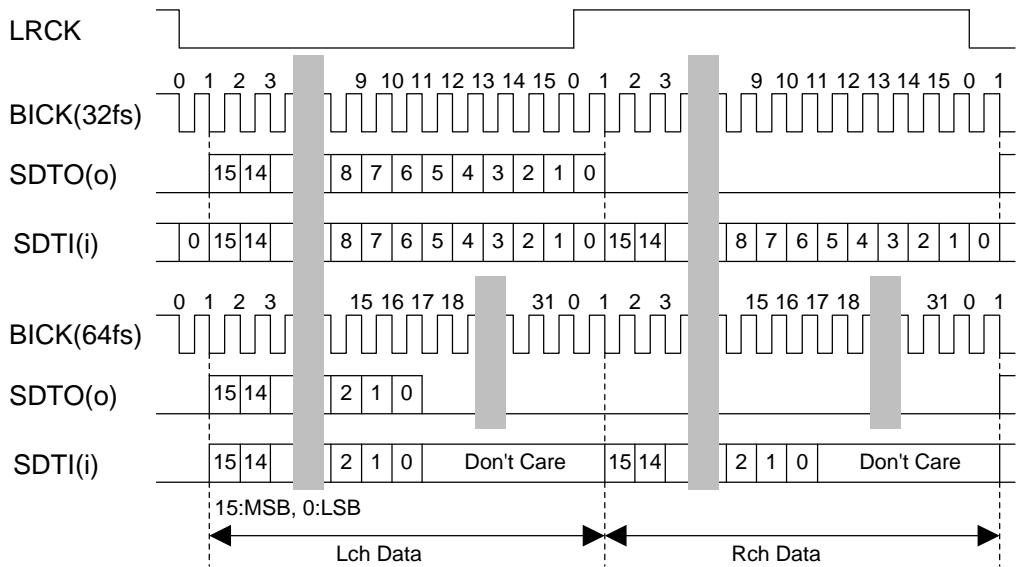 LRCK
0 1 2 3 9 10 11 12 13 14 15 0 1 2 3 9 10 11 12 13 14 15 0 1
BICK(32fs)
SDTO(o) 15 14 8 7 6 5 4 3 2 1 0
SDTI(i) 0 15 14 8 7 6 5 4 3 2 1 0 15 14 8 7 6 5 4 3 2 1 0
0 1 2 3 15 16 17 18 31 0 1 2 3 15 16 17 18 31 0 1
BICK(64fs)
SDTO(o) 15 14 2 1 0
SDTI(i) 15 14 2 1 0 Don't Care 15 14 2 1 0 Don't Care
15:MSB, 0:LSB
Lch Data Rch Data